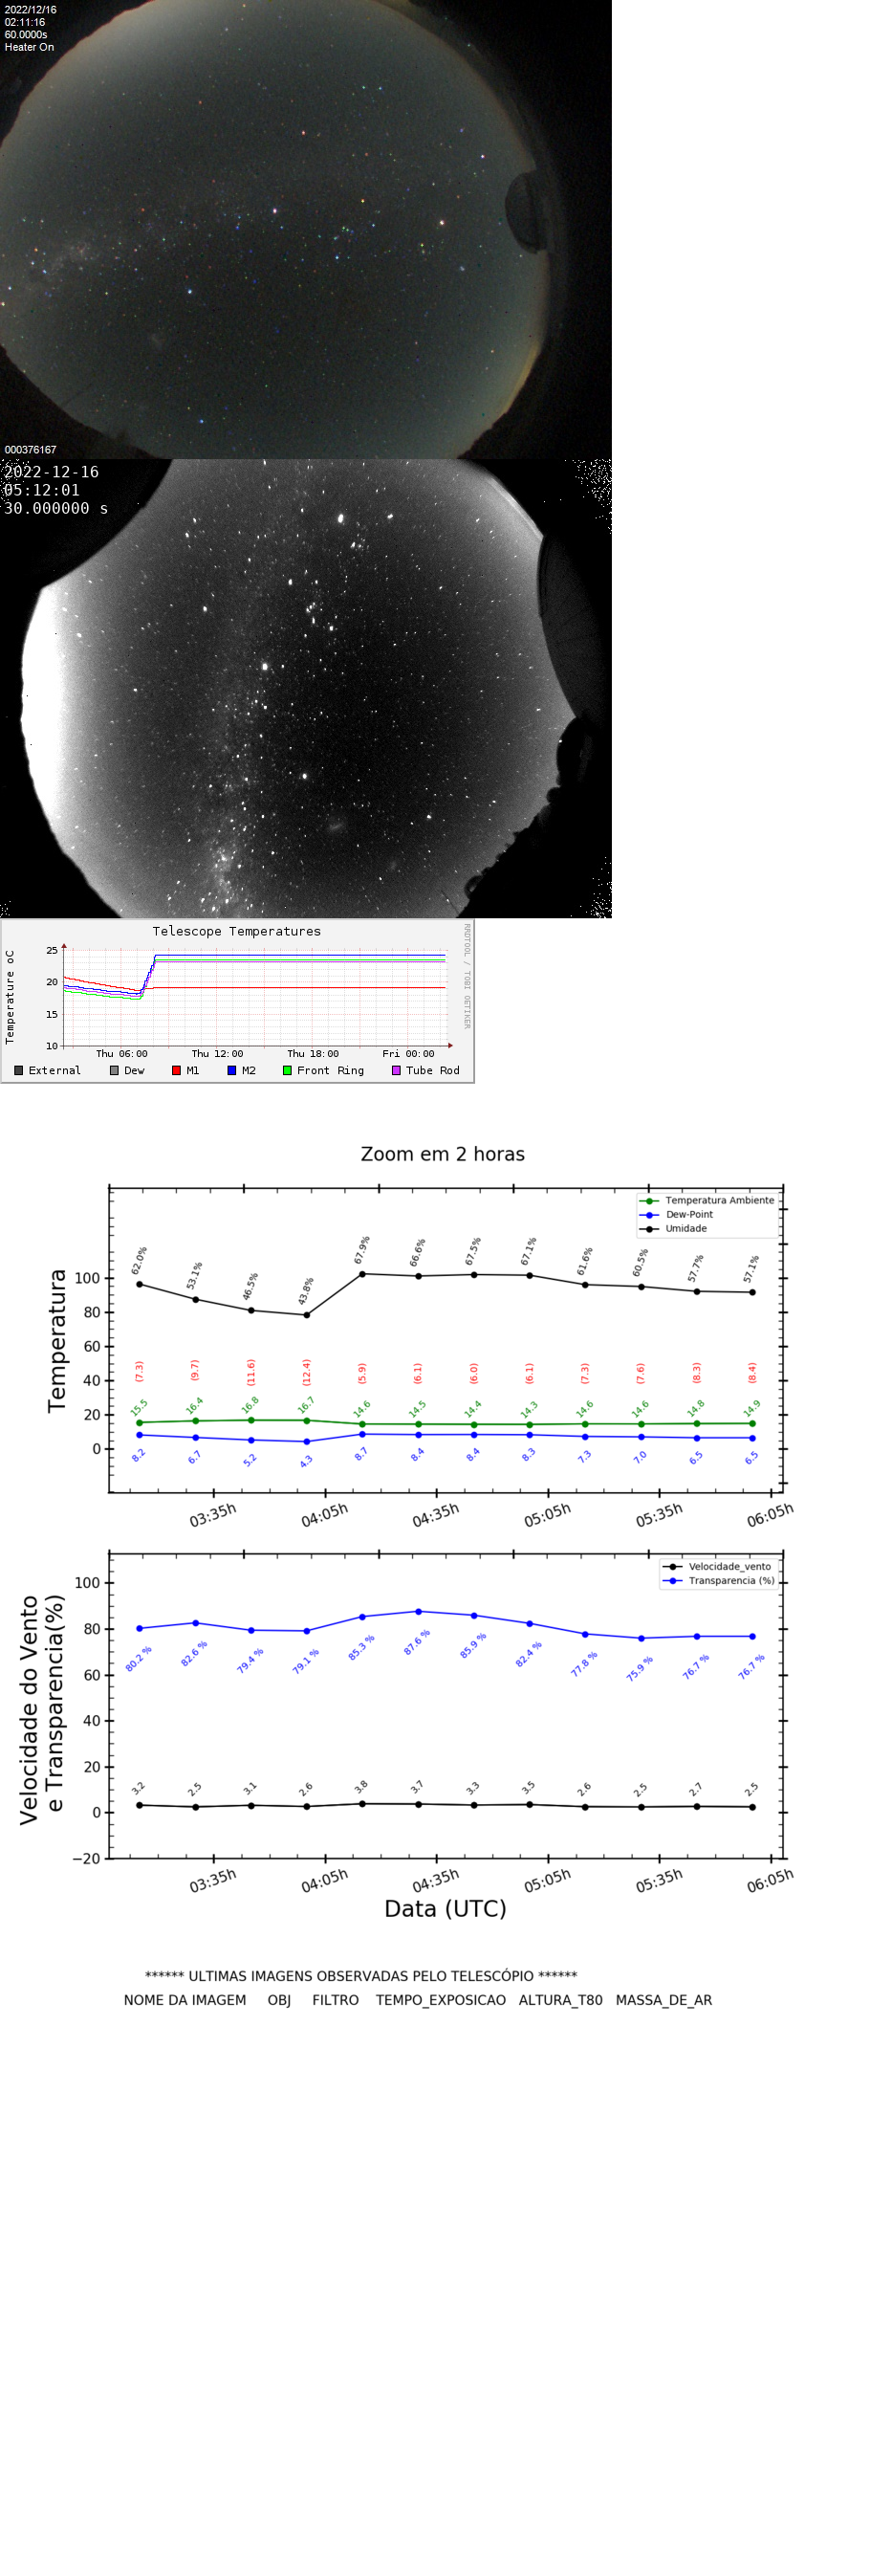 2022/12/16
02:11:16
60.0000s
Heater On
000376167
2022-12-16
05:12:01
30.000000 s
Telescope Temperatures
RRDTOOL / TOBI OETIKER
Temperature oC
25
20
15
10
Thu 06:00 Thu 12:00 Thu 18:00 Fri 00:00
External Dew M1 M2 Front Ring Tube Rod
Zoom em 2 horas
Temperatura Ambiente
Dew-Point
Umidade
Temperatura
100
80
60
40
20
0
62.0% 53.1% 46.5% 43.8% 67.9% 66.6% 67.5% 67.1% 61.6% 60.5% 57.7% 57.1%
(7.3) (9.7) (11.6) (12.4) (5.9) (6.1) (6.0) (6.1) (7.3) (7.6) (8.3) (8.4)
15.5 16.4 16.8 16.7 14.6 14.5 14.4 14.3 14.6 14.6 14.8 14.9
8.2 6.7 5.2 4.3 8.7 8.4 8.4 8.3 7.3 7.0 6.5 6.5
03:35h 04:05h 04:35h 05:05h 05:35h 06:05h
Velocidade_vento
Transparencia (%)
Velocidade do Vento
e Transparencia(%)
100
80
60
40
20
0
−20
80.2 % 82.6 % 79.4 % 79.1 % 85.3 % 87.6 % 85.9 % 82.4 % 77.8 % 75.9 % 76.7 % 76.7 %
3.2 2.5 3.1 2.6 3.8 3.7 3.3 3.5 2.6 2.5 2.7 2.5
03:35h 04:05h 04:35h 05:05h 05:35h 06:05h
Data (UTC)
****** ULTIMAS IMAGENS OBSERVADAS PELO TELESCÓPIO ******
NOME DA IMAGEM OBJ FILTRO TEMPO_EXPOSICAO ALTURA_T80 MASSA_DE_AR